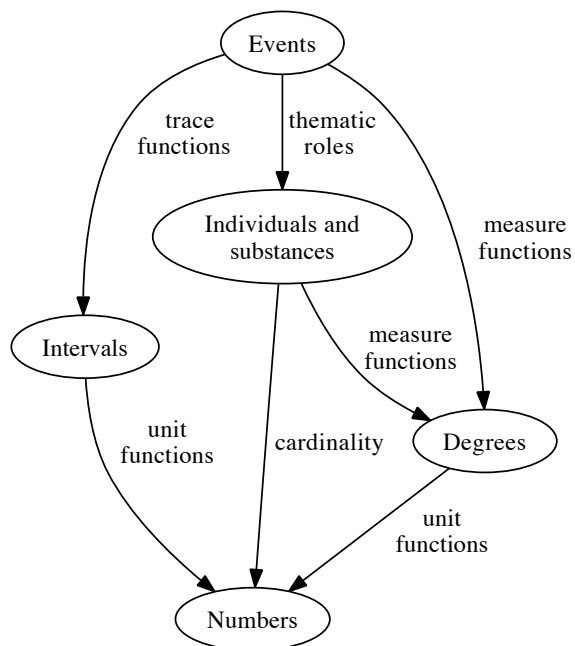 Events
trace
functions
thematic
roles
measure
functions
Individuals and
substances
measure
functions
Intervals
unit
functions
cardinality
Degrees
unit
functions
Numbers